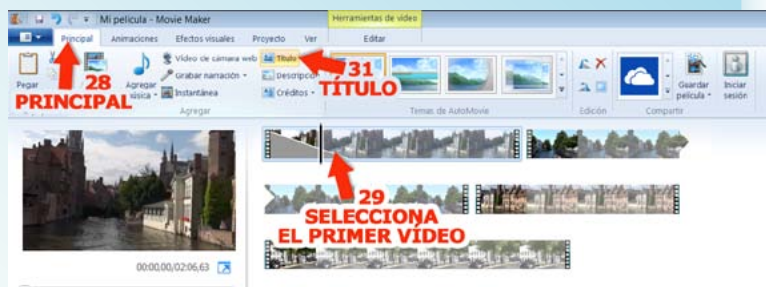 Mi película - Movie Maker
Herramientas de vídeo
Principal
Animaciones
Efectos visuales
Proyecto
Ver
Editar
Pegar
28
PRINCIPAL
Agregar
música
Vídeo de cámara web
Grabar narración
Instantánea
Título
Descripción
Créditos
31
TÍTULO
Agregar
Temas de AutoMovie
Edición
Guardar
película
Compartir
Iniciar
sesión
29
SELECCIONA
EL PRIMER VÍDEO
00:00,00/02:06,63